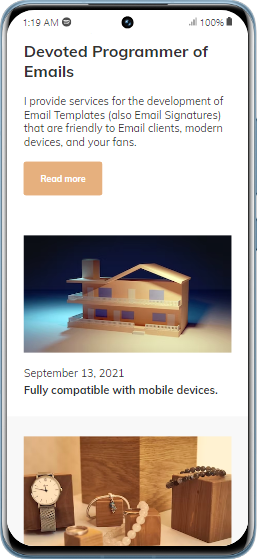 1:19 AM
100%
Devoted Programmer of
Emails
I provide services for the development of
Email Templates (also Email Signatures)
that are friendly to Email clients, modern
devices, and your fans.
Read more
September 13, 2021
Fully compatible with mobile devices.